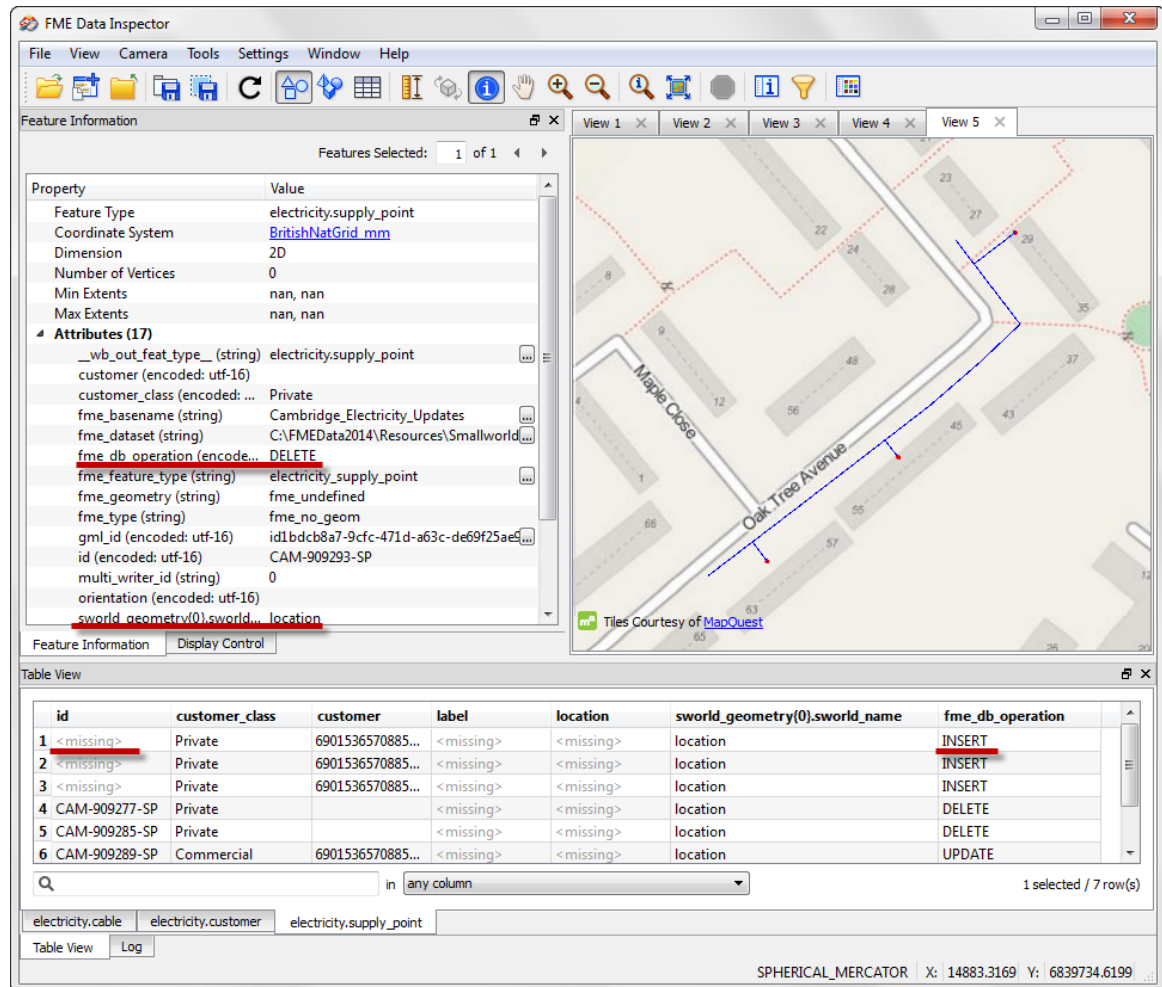 FME Data Inspector
File View Camera Tools Settings Window Help
Feature Information
Features Selected: 1 of 1
Property Value
Feature Type electricity.supply_point
Coordinate System BritishNatGrid_mm
Dimension 2D
Number of Vertices 0
Min Extents nan, nan
Max Extents nan, nan
Attributes (17)
__wb_out_feat_type__ (string) electricity.supply_point ...
customer (encoded: utf-16)
customer_class (encoded: ... Private
fme_basename (string) Cambridge_Electricity_Updates ...
fme_dataset (string) C:\FMEData2014\Resources\Smallworld ...
fme_db_operation (encode... DELETE
fme_feature_type (string) electricity_supply_point ...
fme_geometry (string) fme_undefined
fme_type (string) fme_no_geom
gml_id (encoded: utf-16) id1bdcb8a7-9cfc-471d-a63c-de69f25ae9 ...
id (encoded: utf-16) CAM-909293-SP
multi_writer_id (string) 0
orientation (encoded: utf-16)
sworld_geometry{0}.sworld... location
Feature Information Display Control
View 1 View 2 View 3 View 4 View 5
23
27
22
29
24
8
28
35
9
48
37
Maple Close
4
12
56
43
45
1
Oak Tree Avenue
55
66
57
12
63
Tiles Courtesy of MapQuest
65
26
20
Table View
id customer_class customer label location sworld_geometry{0}.sworld_name fme_db_operation
1 <missing> Private 6901536570885... <missing> <missing> location INSERT
2 <missing> Private 6901536570885... <missing> <missing> location INSERT
3 <missing> Private 6901536570885... <missing> <missing> location INSERT
4 CAM-909277-SP Private <missing> <missing> location DELETE
5 CAM-909285-SP Private <missing> <missing> location DELETE
6 CAM-909289-SP Commercial 6901536570885... <missing> <missing> location UPDATE
in any column 1 selected / 7 row(s)
electricity.cable electricity.customer electricity.supply_point
Table View Log
SPHERICAL_MERCATOR X: 14883.3169 Y: 6839734.6199